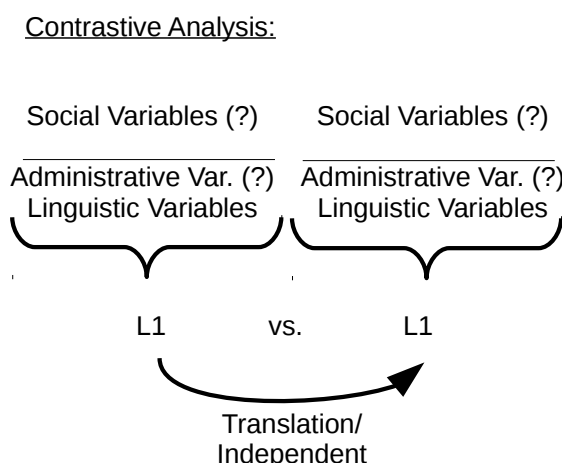 Contrastive Analysis:
Social Variables (?) Social Variables (?)
Administrative Var. (?) Administrative Var. (?)
Linguistic Variables Linguistic Variables
L1 vs. L1
Translation/
Independent